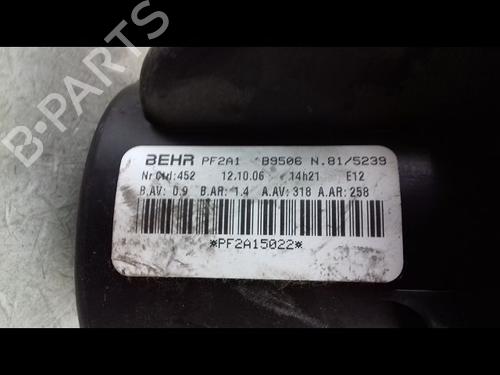 BEHR PF2A1 B9506 N.81/5239
Nr Ctrl:452 12.10.06 14h21 E12
B.AV: 0.9 B.AR: 1.4 A.AV: 318 A.AR: 258
*PF2A15022*